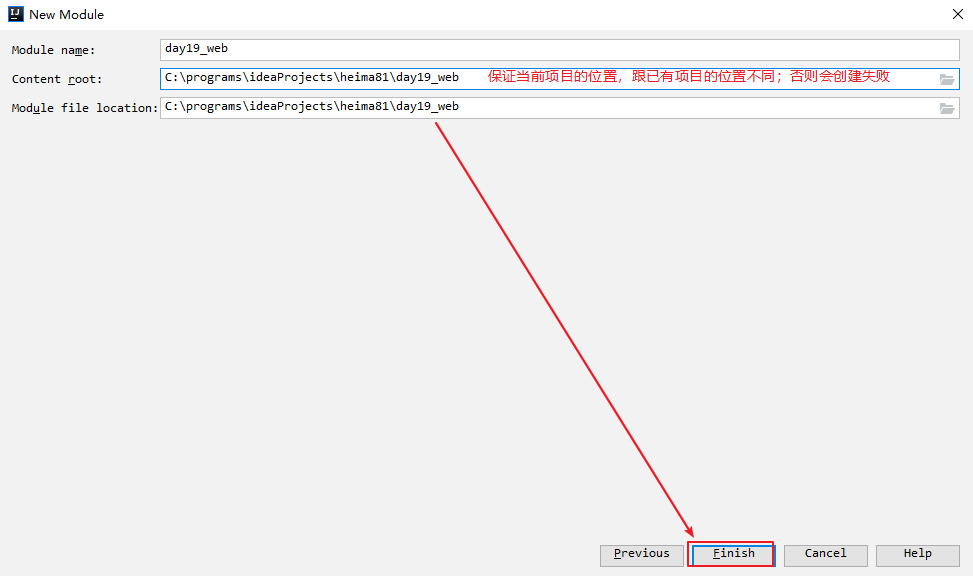 New Module
Module name: day19_web
Content root: C:\programs\ideaProjects\heima81\day19_web 保证当前项目的位置，跟已有项目的位置不同；否则会创建失败
Module file location: C:\programs\ideaProjects\heima81\day19_web
Previous Finish Cancel Help